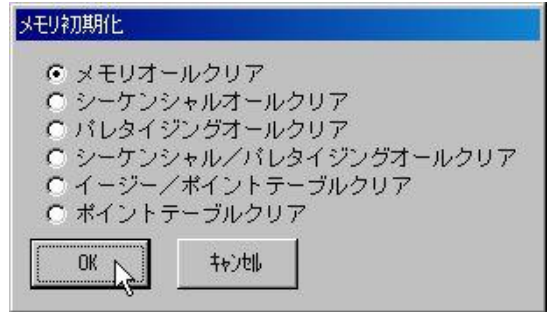 ﾒﾓﾘ初期化
メモリオールクリア
シーケンシャルオールクリア
パレタイジングオールクリア
シーケンシャル／パレタイジングオールクリア
イージー／ポイントテーブルクリア
ポイントテーブルクリア
OK
ｷｬﾝｾﾙ